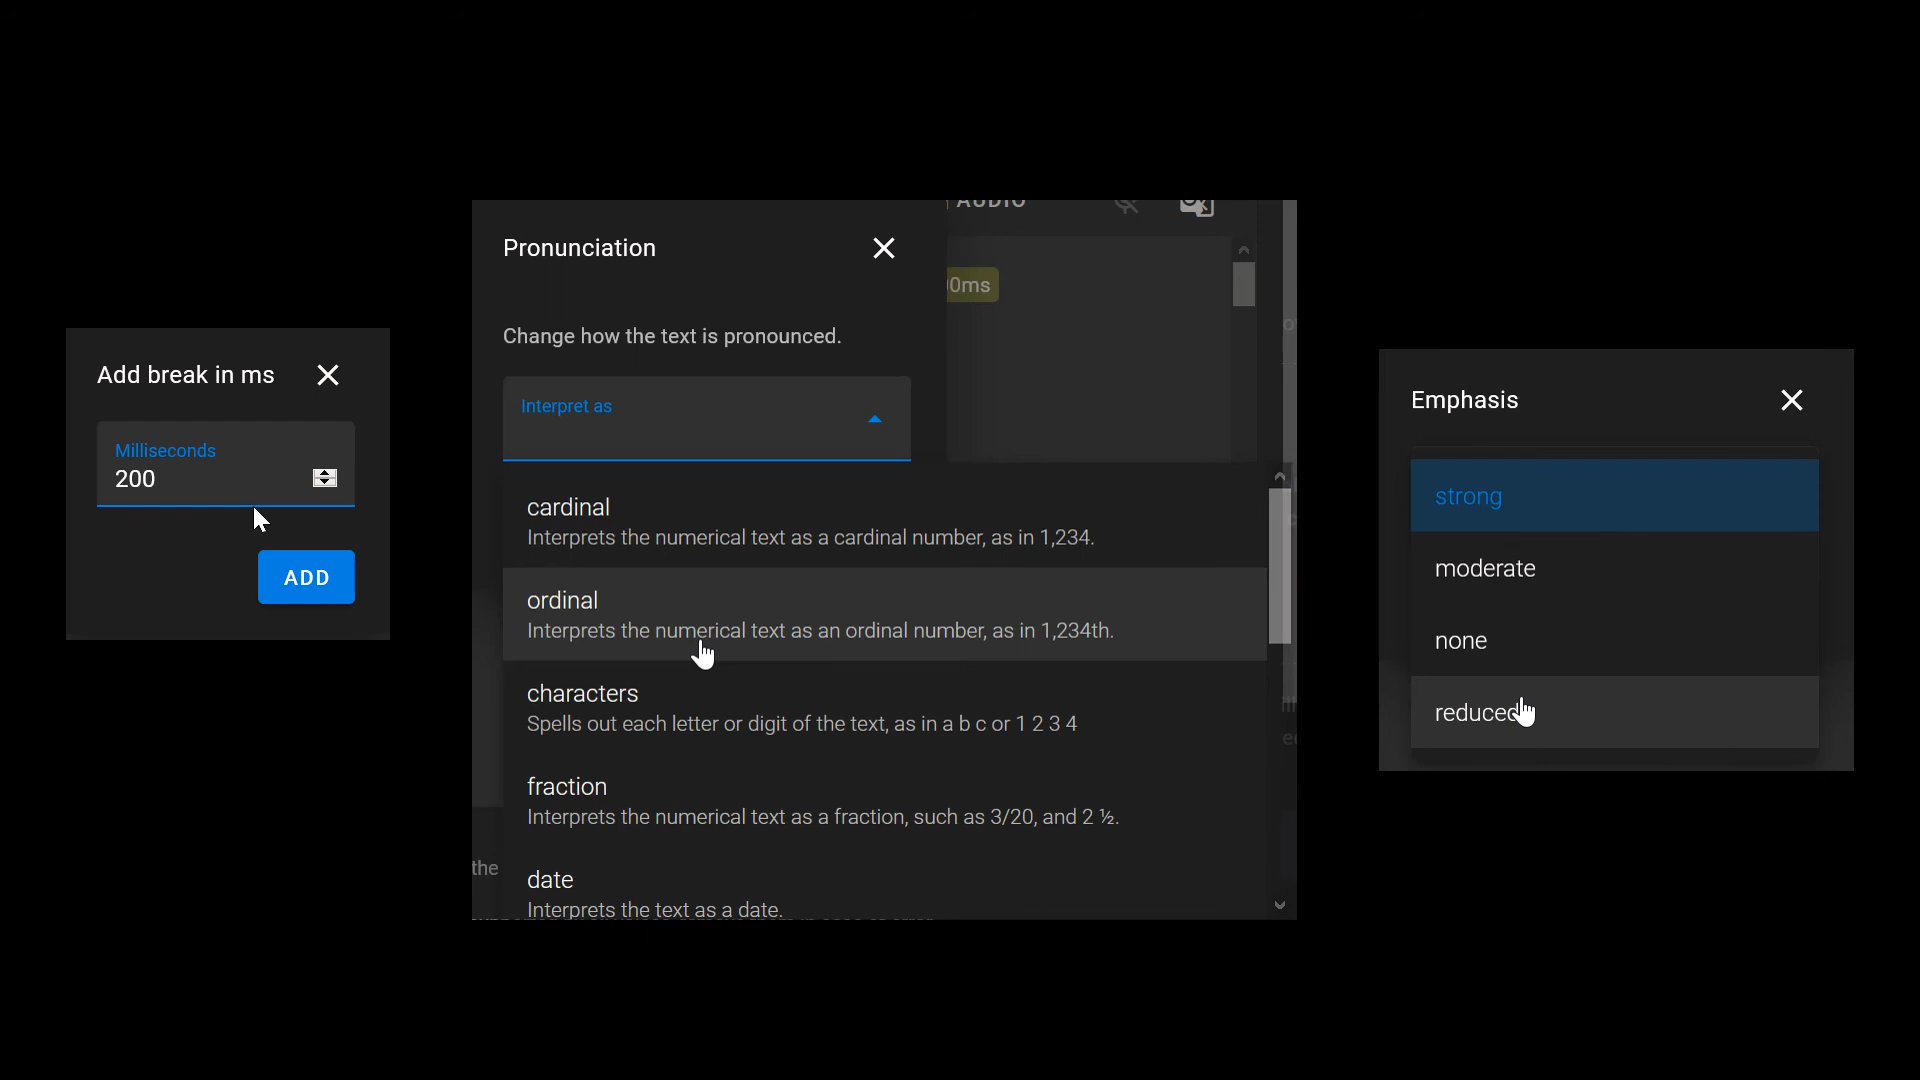 Add break in ms
Milliseconds
200
ADD
AUDIO
0ms
Pronunciation
Change how the text is pronounced.
Interpret as
cardinal
Interprets the numerical text as a cardinal number, as in 1,234.
ordinal
Interprets the numerical text as an ordinal number, as in 1,234th.
characters
Spells out each letter or digit of the text, as in a b c or 1 2 3 4
fraction
Interprets the numerical text as a fraction, such as 3/20, and 2 ½.
the
date
Interprets the text as a date.
Emphasis
strong
moderate
none
reduced